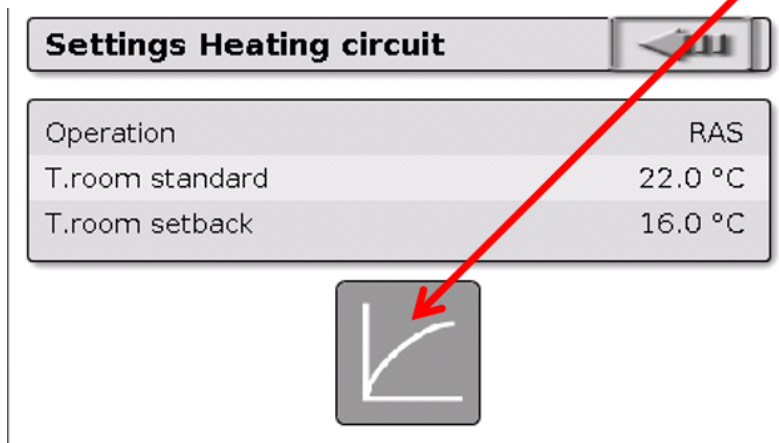 Settings Heating circuit
Operation RAS
T.room standard 22.0 °C
T.room setback 16.0 °C